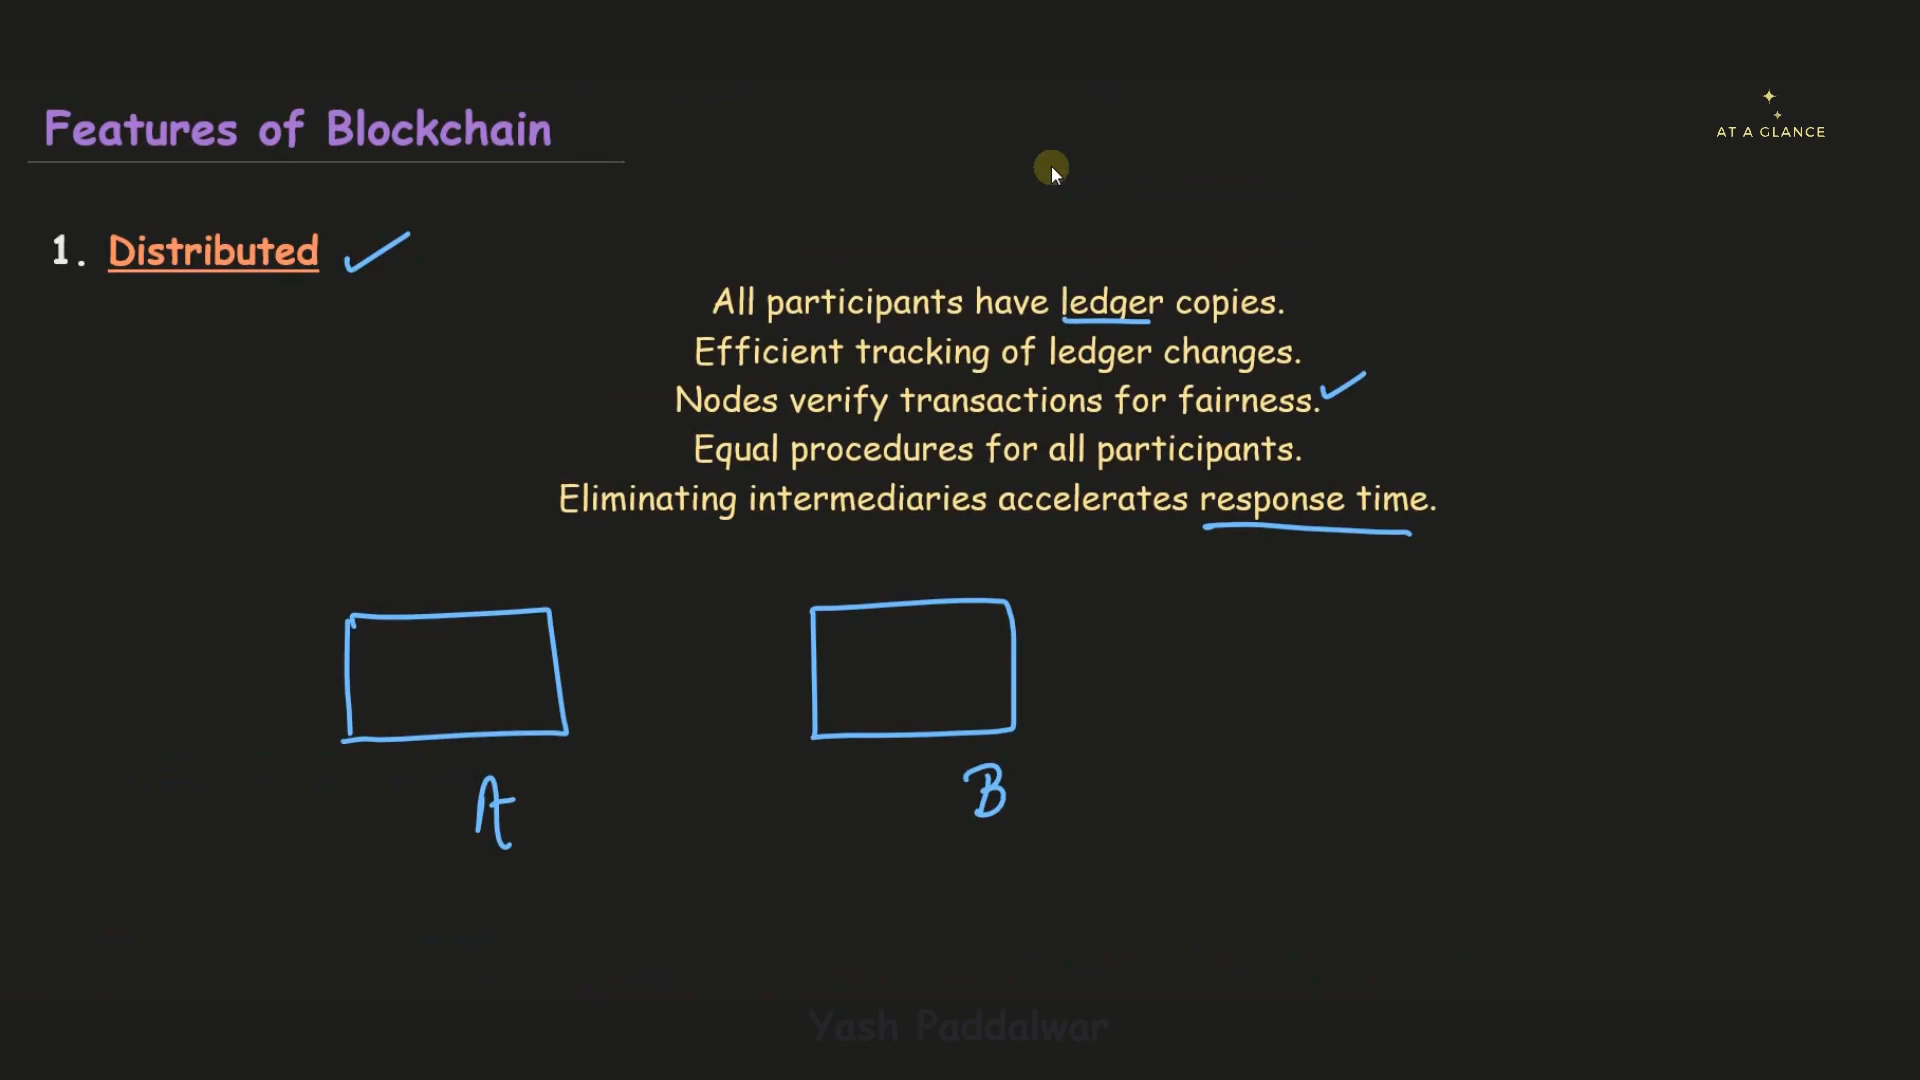 Features of Blockchain
AT A GLANCE
1. Distributed
All participants have ledger copies.
Efficient tracking of ledger changes.
Nodes verify transactions for fairness.
Equal procedures for all participants.
Eliminating intermediaries accelerates response time.
A
B
Yash Paddalwar